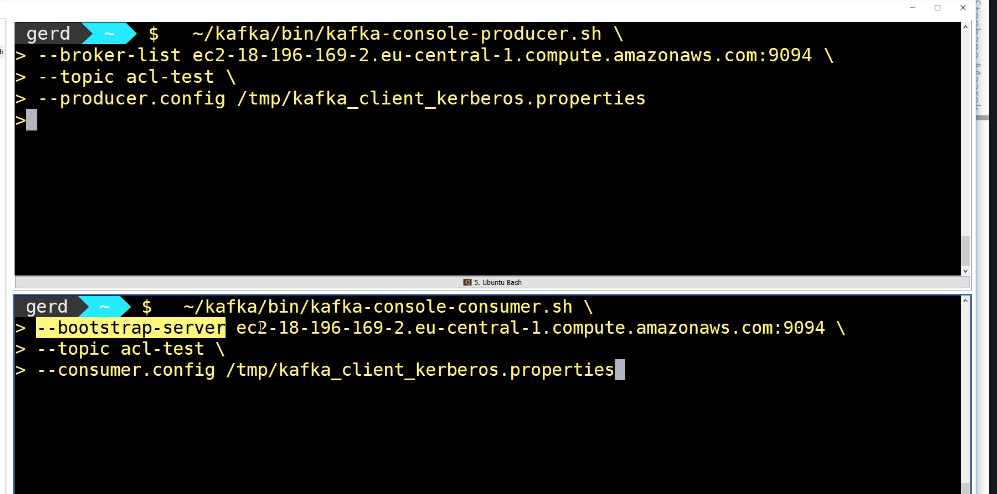 gerd ~ $ ~/kafka/bin/kafka-console-producer.sh \
> --broker-list ec2-18-196-169-2.eu-central-1.compute.amazonaws.com:9094 \
> --topic acl-test \
> --producer.config /tmp/kafka_client_kerberos.properties
>
5. Ubuntu Bash
gerd ~ $ ~/kafka/bin/kafka-console-consumer.sh \
> --bootstrap-server ec2-18-196-169-2.eu-central-1.compute.amazonaws.com:9094 \
> --topic acl-test \
> --consumer.config /tmp/kafka_client_kerberos.properties